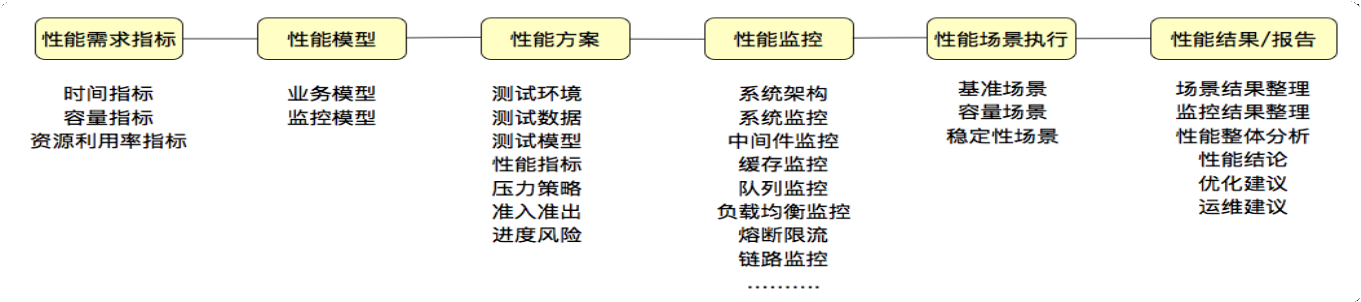 性能需求指标
时间指标
容量指标
资源利用率指标
性能模型
业务模型
监控模型
性能方案
测试环境
测试数据
测试模型
性能指标
压力策略
准入准出
进度风险
性能监控
系统架构
系统监控
中间件监控
缓存监控
队列监控
负载均衡监控
熔断限流
链路监控
..........
性能场景执行
基准场景
容量场景
稳定性场景
性能结果/报告
场景结果整理
监控结果整理
性能整体分析
性能结论
优化建议
运维建议